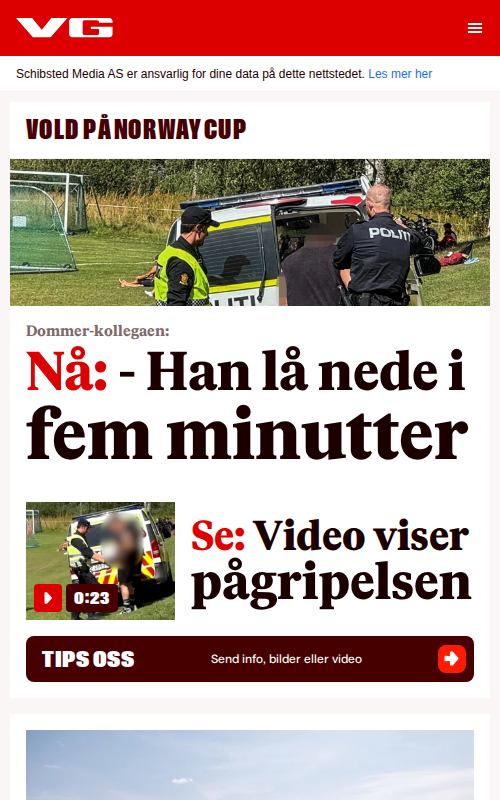 VG
Schibsted Media AS er ansvarlig for dine data på dette nettstedet. Les mer her
VOLD PÅ NORWAY CUP
POLITI
Dommer-kollegaen:
Nå: - Han lå nede i
fem minutter
0:23
Se: Video viser
pågripelsen
TIPS OSS
Send info, bilder eller video